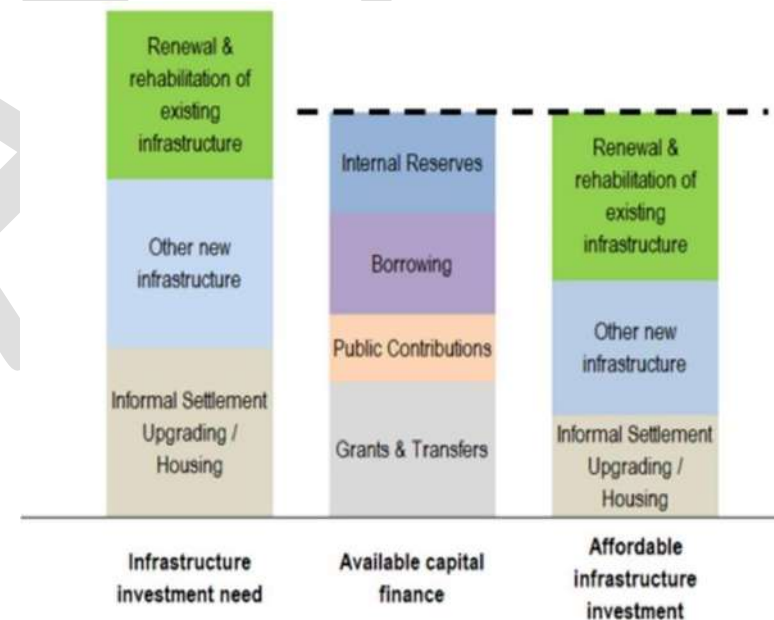 Renewal &
rehabilitation of
existing
infrastructure
Other new
infrastructure
Informal Settlement
Upgrading /
Housing
Infrastructure
investment need
Internal Reserves
Borrowing
Public Contributions
Grants & Transfers
Available capital
finance
Renewal &
rehabilitation of
existing
infrastructure
Other new
infrastructure
Informal Settlement
Upgrading /
Housing
Affordable
infrastructure
investment